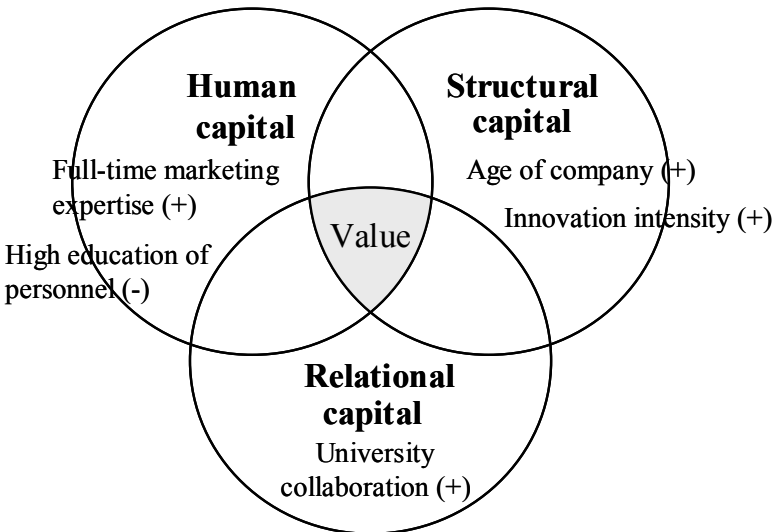 Human
capital
Full-time marketing
expertise (+)
High education of
personnel (-)
Structural
capital
Age of company (+)
Innovation intensity (+)
Value
Relational
capital
University
collaboration (+)